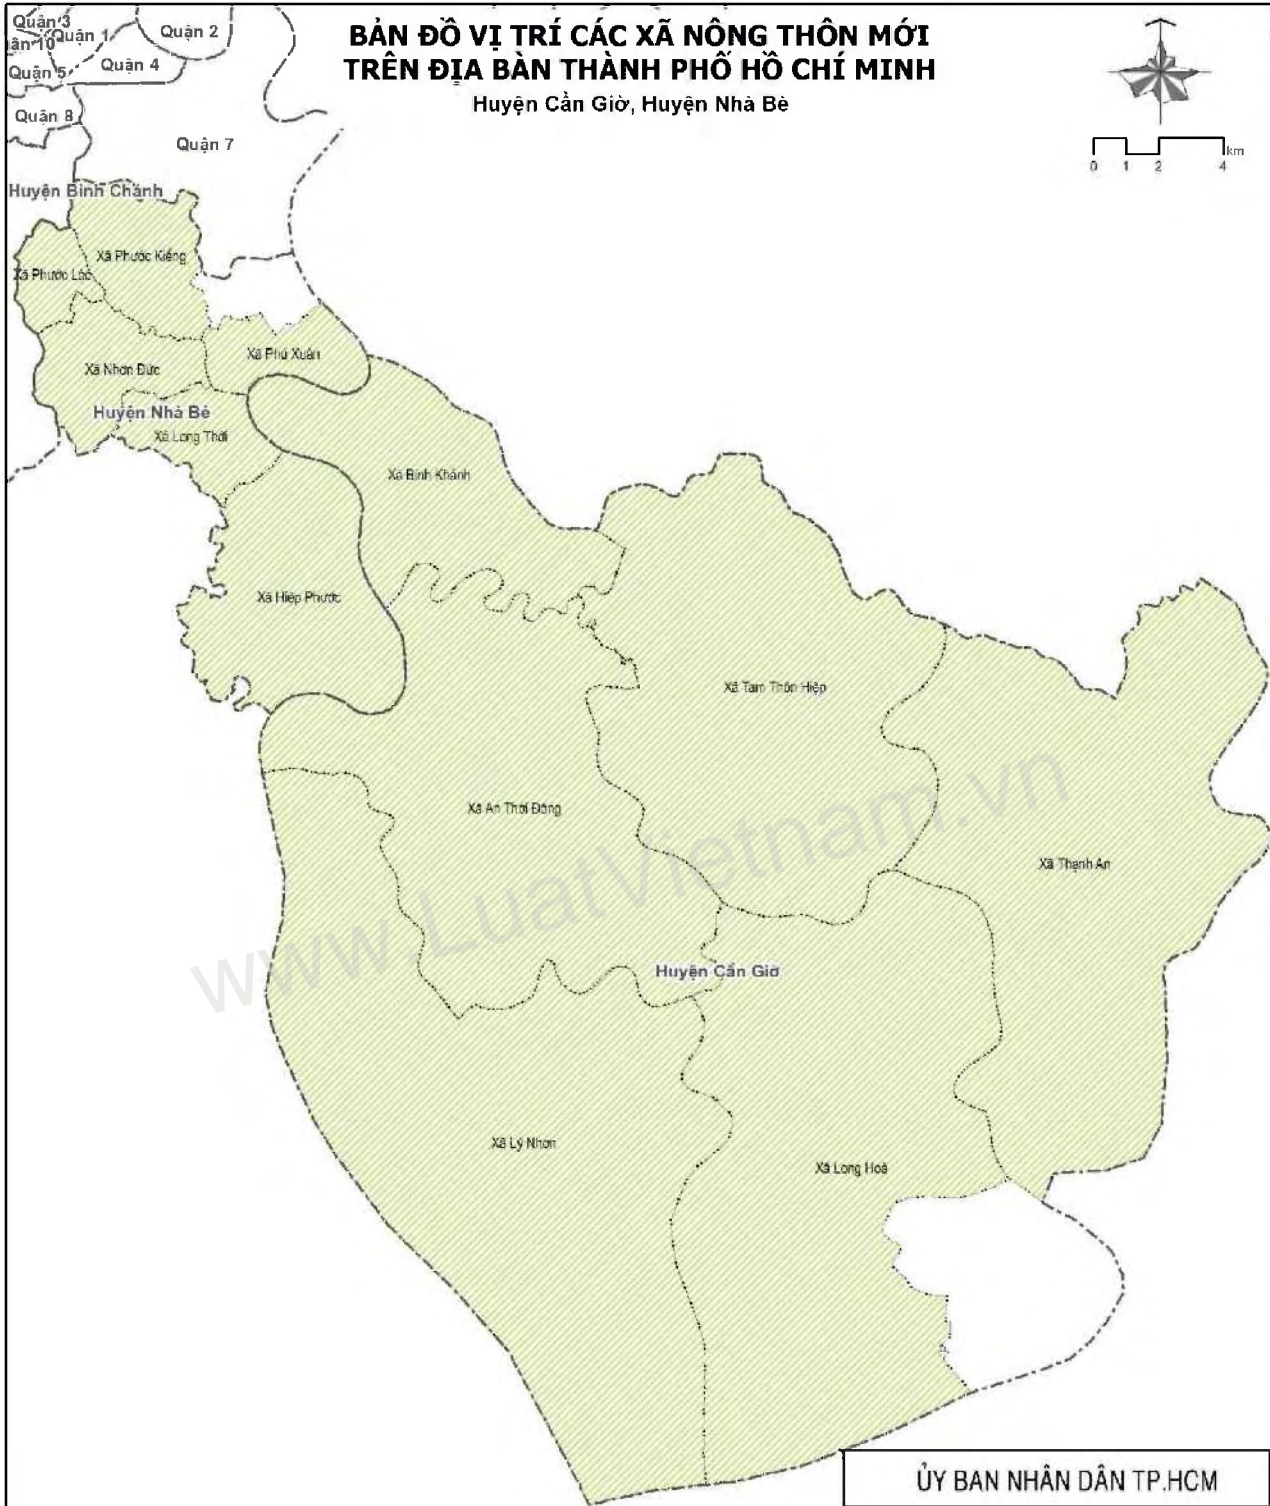 BẢN ĐỒ VỊ TRÍ CÁC XÃ NÔNG THÔN MỚI
TRÊN ĐỊA BÀN THÀNH PHỐ HỒ CHÍ MINH
Huyện Cần Giờ, Huyện Nhà Bè
Quận 3
Quận 1
Quận 2
ận 10
Quận 5
Quận 4
Quận 8
Quận 7
km
0 1 2 4
Huyện Bình Chánh
Xã Phước Kiểng
Xã Phước Lộc
Xã Phú Xuân
Xã Nhơn Đức
Huyện Nhà Bè
Xã Long Thới
Xã Bình Khánh
Xã Hiệp Phước
Xã Tam Thôn Hiệp
Xã An Thới Đông
Xã Thạnh An
www.LuatVietnam.vn
Huyện Cần Giờ
Xã Lý Nhơn
Xã Long Hoà
ỦY BAN NHÂN DÂN TP.HCM